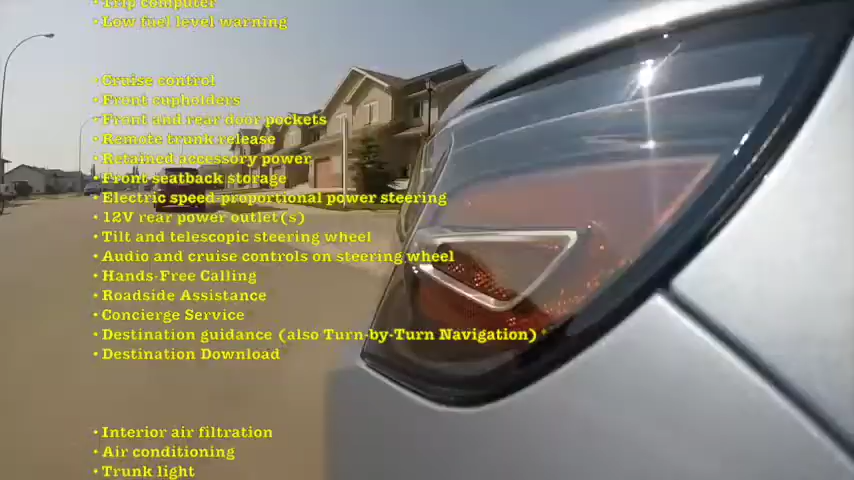 • Trip computer
• Low fuel level warning
• Cruise control
• Front cupholders
• Front and rear door pockets
• Remote trunk release
• Retained accessory power
• Front seatback storage
• Electric speed-proportional power steering
• 12V rear power outlet(s)
• Tilt and telescopic steering wheel
• Audio and cruise controls on steering wheel
• Hands-Free Calling
• Roadside Assistance
• Concierge Service
• Destination guidance (also Turn-by-Turn Navigation)
• Destination Download
• Interior air filtration
• Air conditioning
• Trunk light